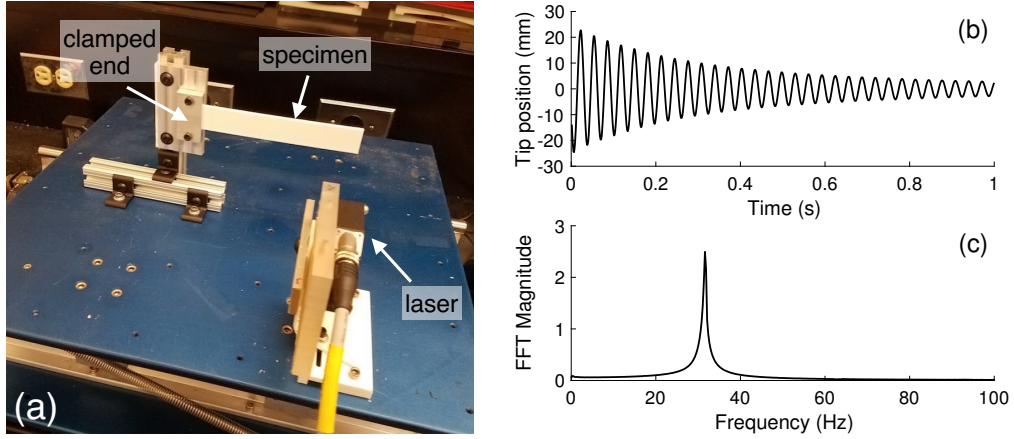 clamped
end
specimen
laser
(a)
(b)
Tip position (mm)
30
20
10
0
-10
-20
-30
0 0.2 0.4 0.6 0.8 1
Time (s)
(c)
FFT Magnitude
3
2
1
0
0 20 40 60 80 100
Frequency (Hz)